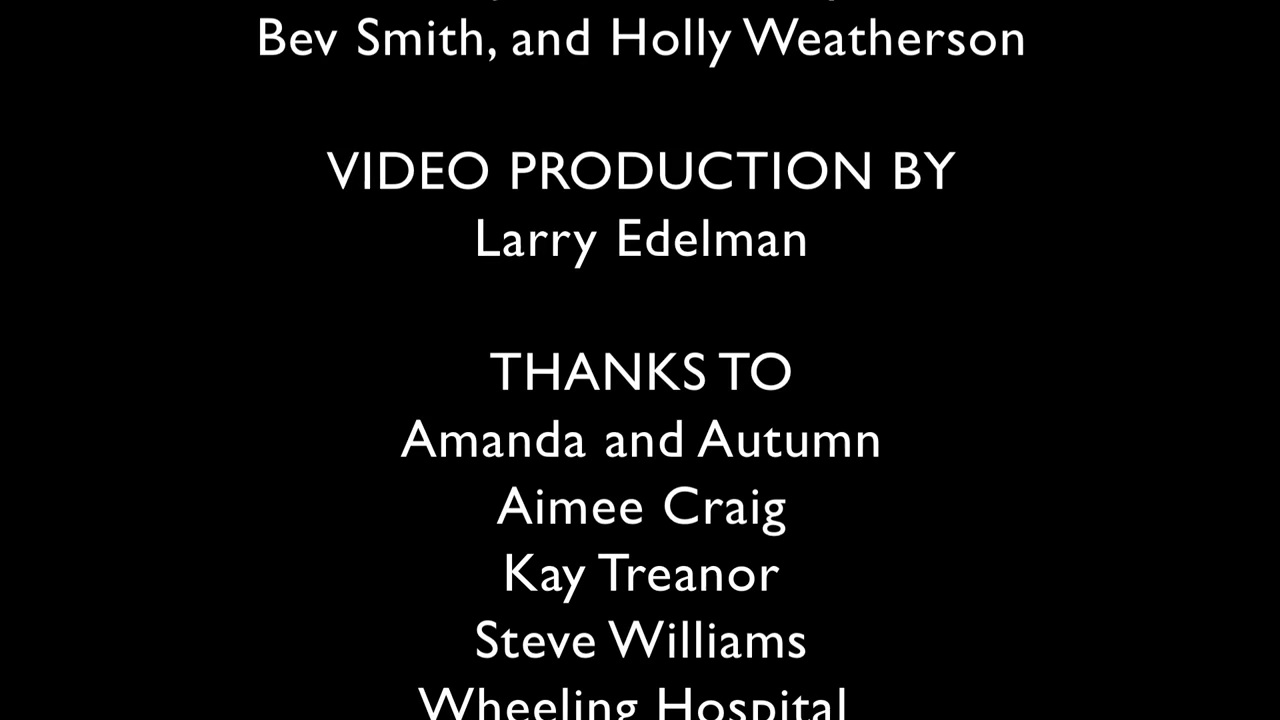 Bev Smith, and Holly Weatherson
VIDEO PRODUCTION BY
Larry Edelman
THANKS TO
Amanda and Autumn
Aimee Craig
Kay Treanor
Steve Williams
Wheeling Hospital